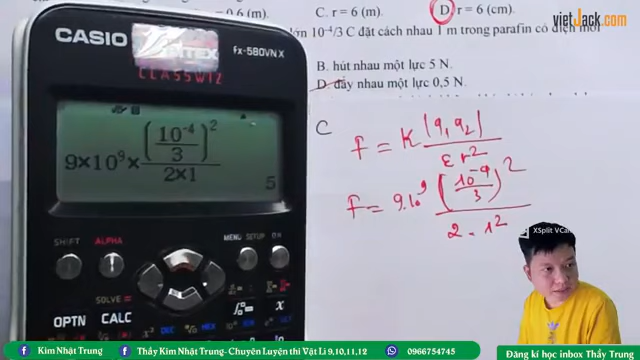 = 0,6 (m).
C. r = 6 (m).
D. r = 6 (cm).
vietJack.com
lớn 10⁻⁴/3 C đặt cách nhau 1 m trong parafin có điện môi
B. hút nhau một lực 5 N.
D. đẩy nhau một lực 0,5 N.
CASIO
fx-580VN X
CLASSWIZ
9×10⁹× (10⁻⁴/3)² / 2×1
5
SHIFT ALPHA MENU SETUP ON
SOLVE =
OPTN CALC
x
C
F = K |q₁q₂| / εr²
F = 9.10⁹ (10⁻⁹/3)² / 2.1²
XSplit VCam
Kim Nhật Trung
Thầy Kim Nhật Trung- Chuyên Luyện thi Vật Lí 9,10,11,12
0966754745
Đăng kí học inbox Thầy Trung